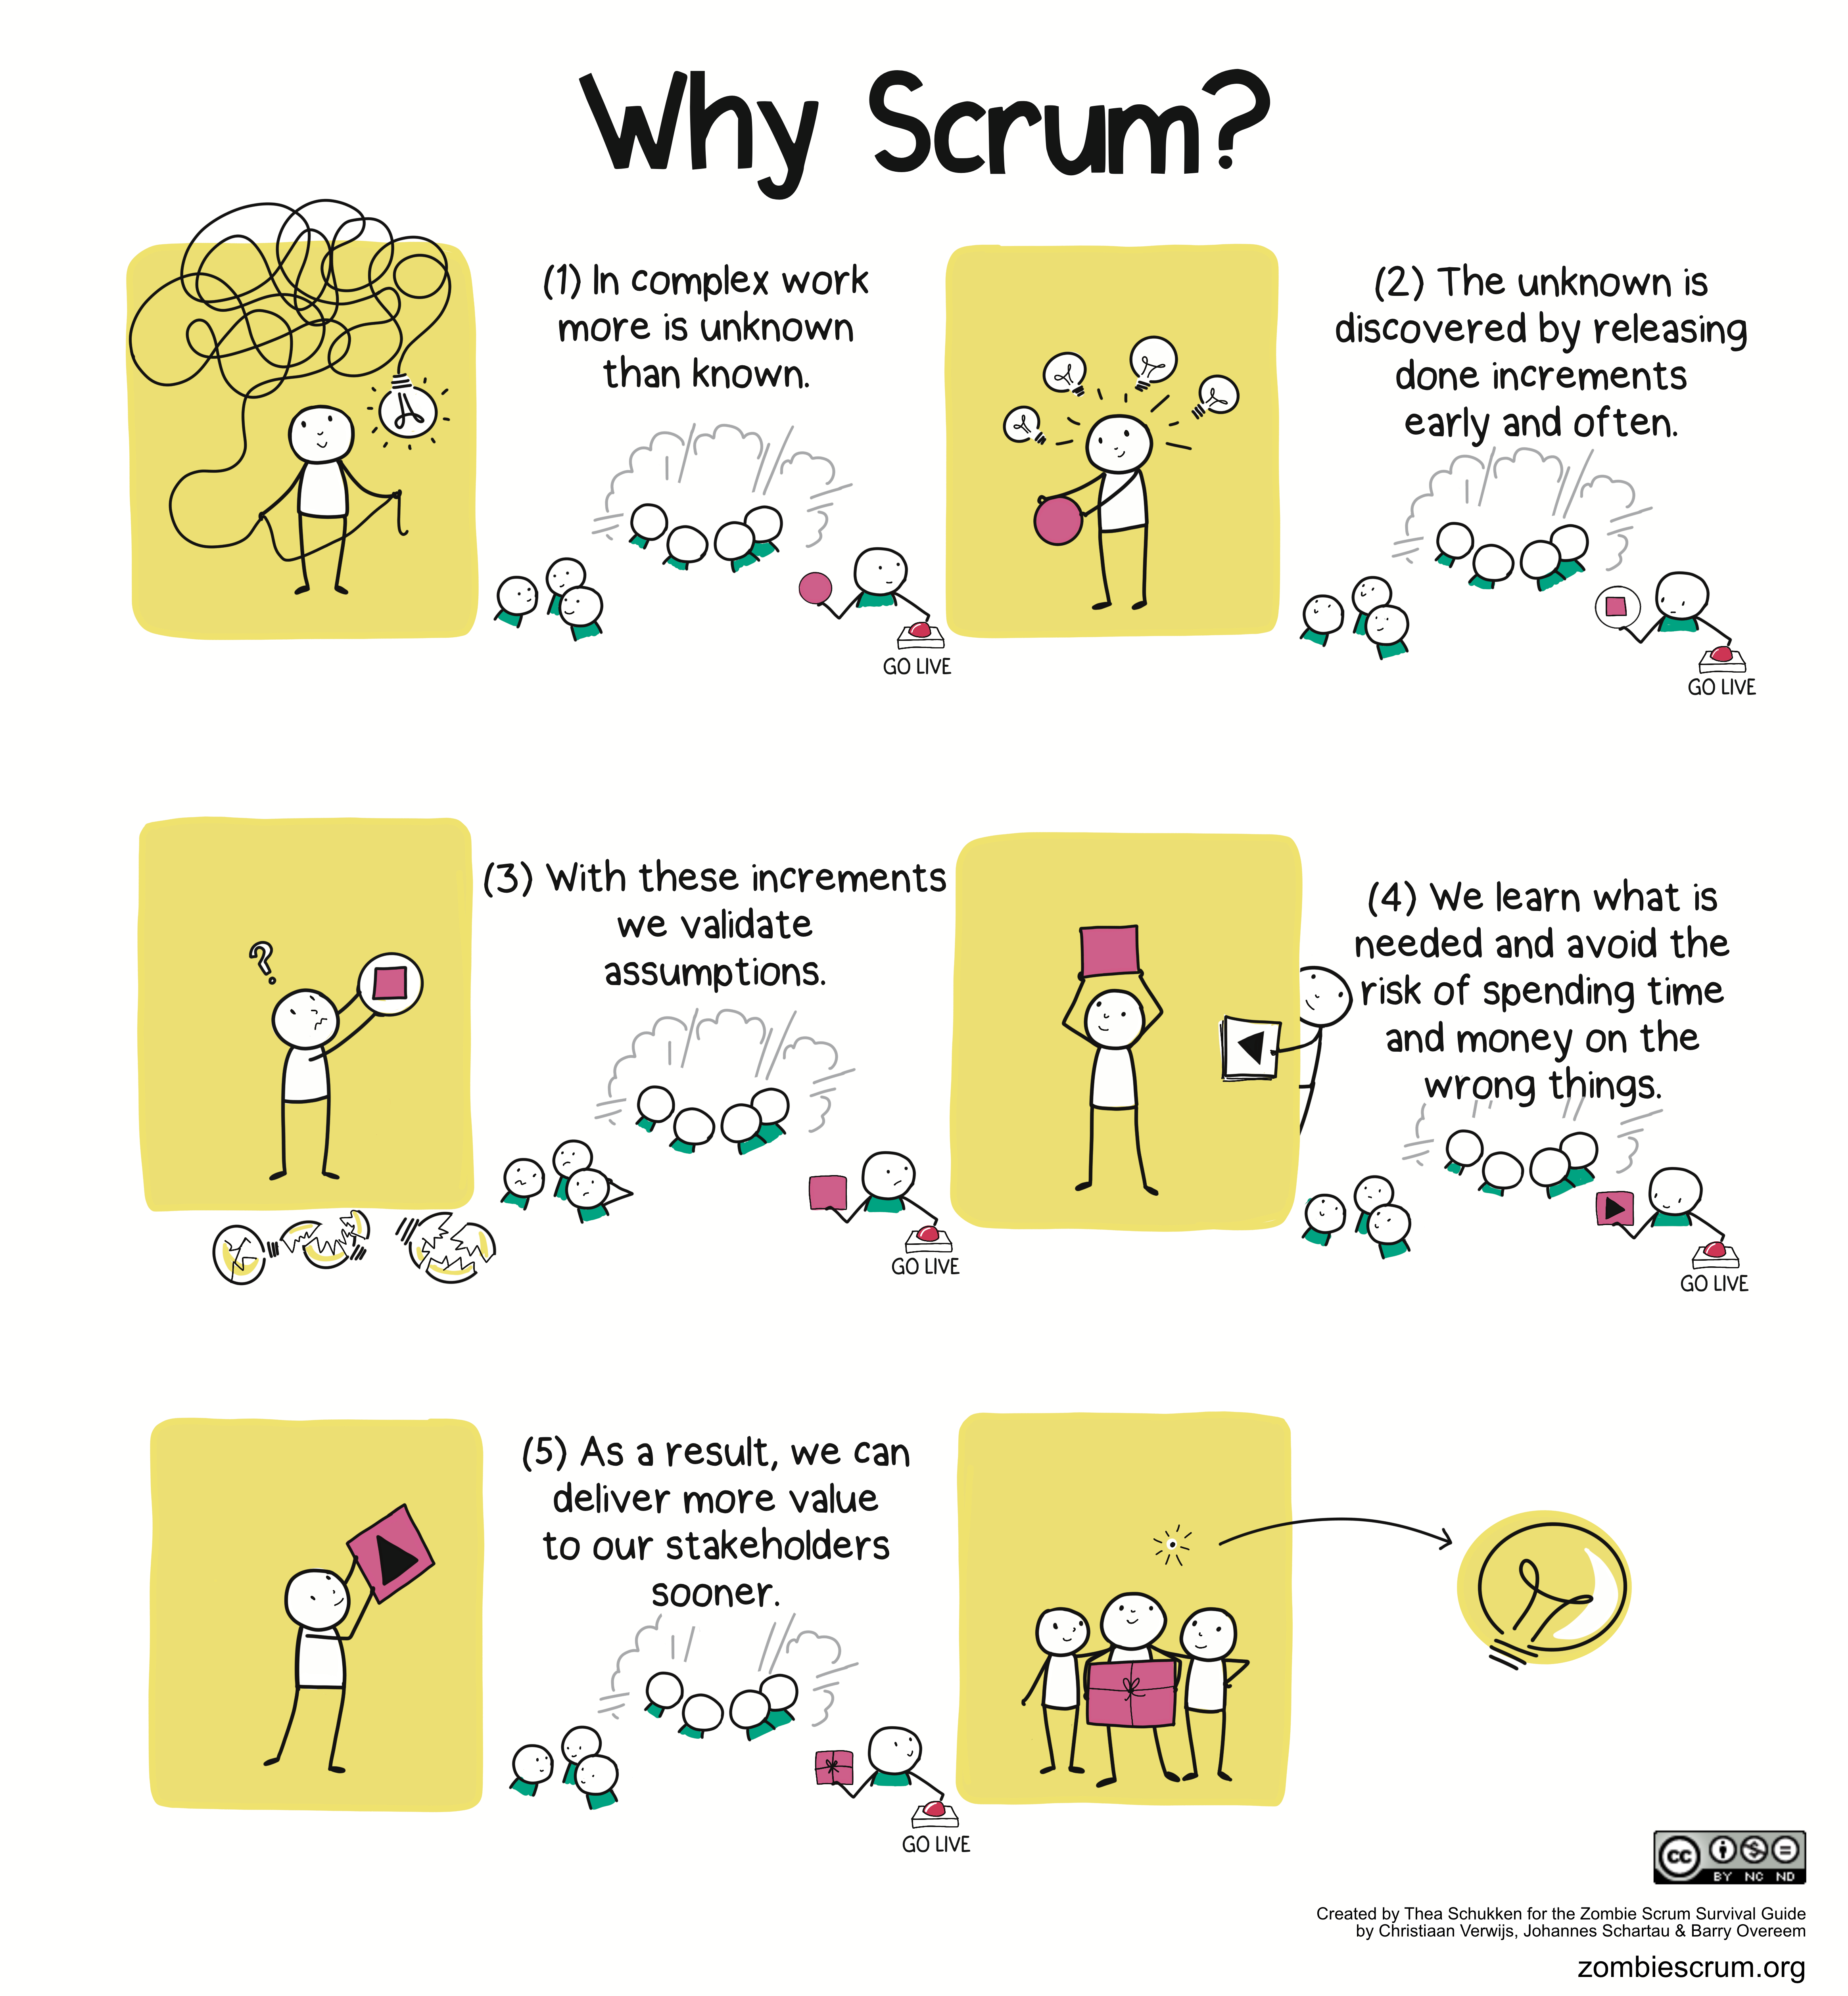 Why Scrum?
(1) In complex work
more is unknown
than known.
GO LIVE
(2) The unknown is
discovered by releasing
done increments
early and often.
GO LIVE
(3) With these increments
we validate
assumptions.
?
GO LIVE
(4) We learn what is
needed and avoid the
risk of spending time
and money on the
wrong things.
GO LIVE
(5) As a result, we can
deliver more value
to our stakeholders
sooner.
GO LIVE
cc
BY NC ND
Created by Thea Schukken for the Zombie Scrum Survival Guide
by Christiaan Verwijs, Johannes Schartau & Barry Overeem
zombiescrum.org